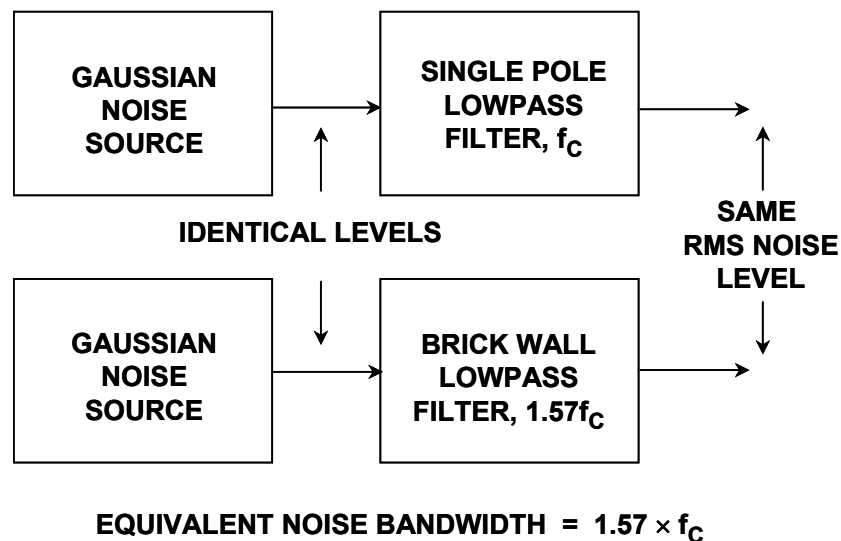 GAUSSIAN
NOISE
SOURCE
SINGLE POLE
LOWPASS
FILTER, fC
IDENTICAL LEVELS
SAME
RMS NOISE
LEVEL
GAUSSIAN
NOISE
SOURCE
BRICK WALL
LOWPASS
FILTER, 1.57fC
EQUIVALENT NOISE BANDWIDTH = 1.57 × fC